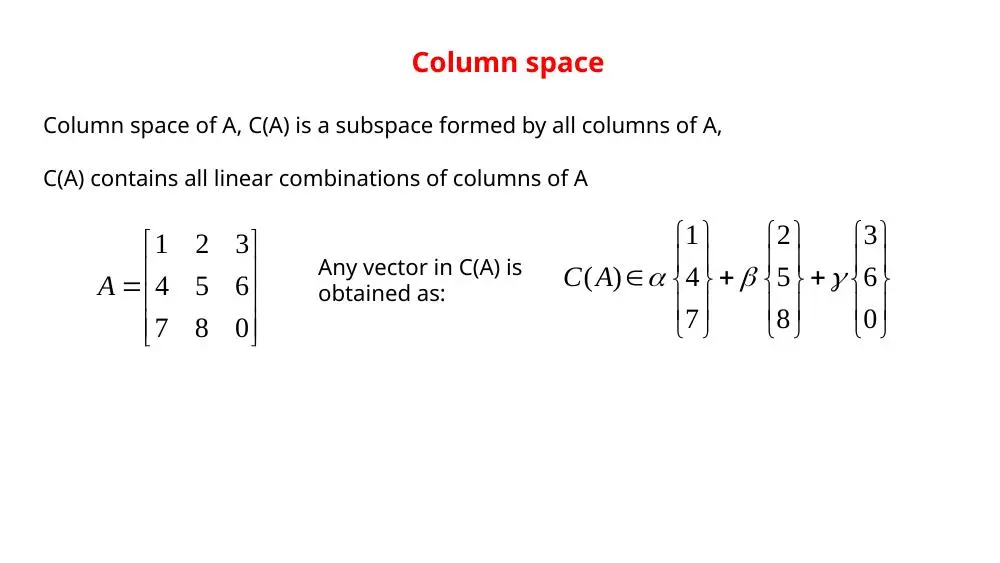 Column space
Column space of A, C(A) is a subspace formed by all columns of A,
C(A) contains all linear combinations of columns of A
A = [1 2 3
4 5 6
7 8 0]
Any vector in C(A) is
obtained as:
C(A) ∈ α {1 4 7} + β {2 5 8} + γ {3 6 0}